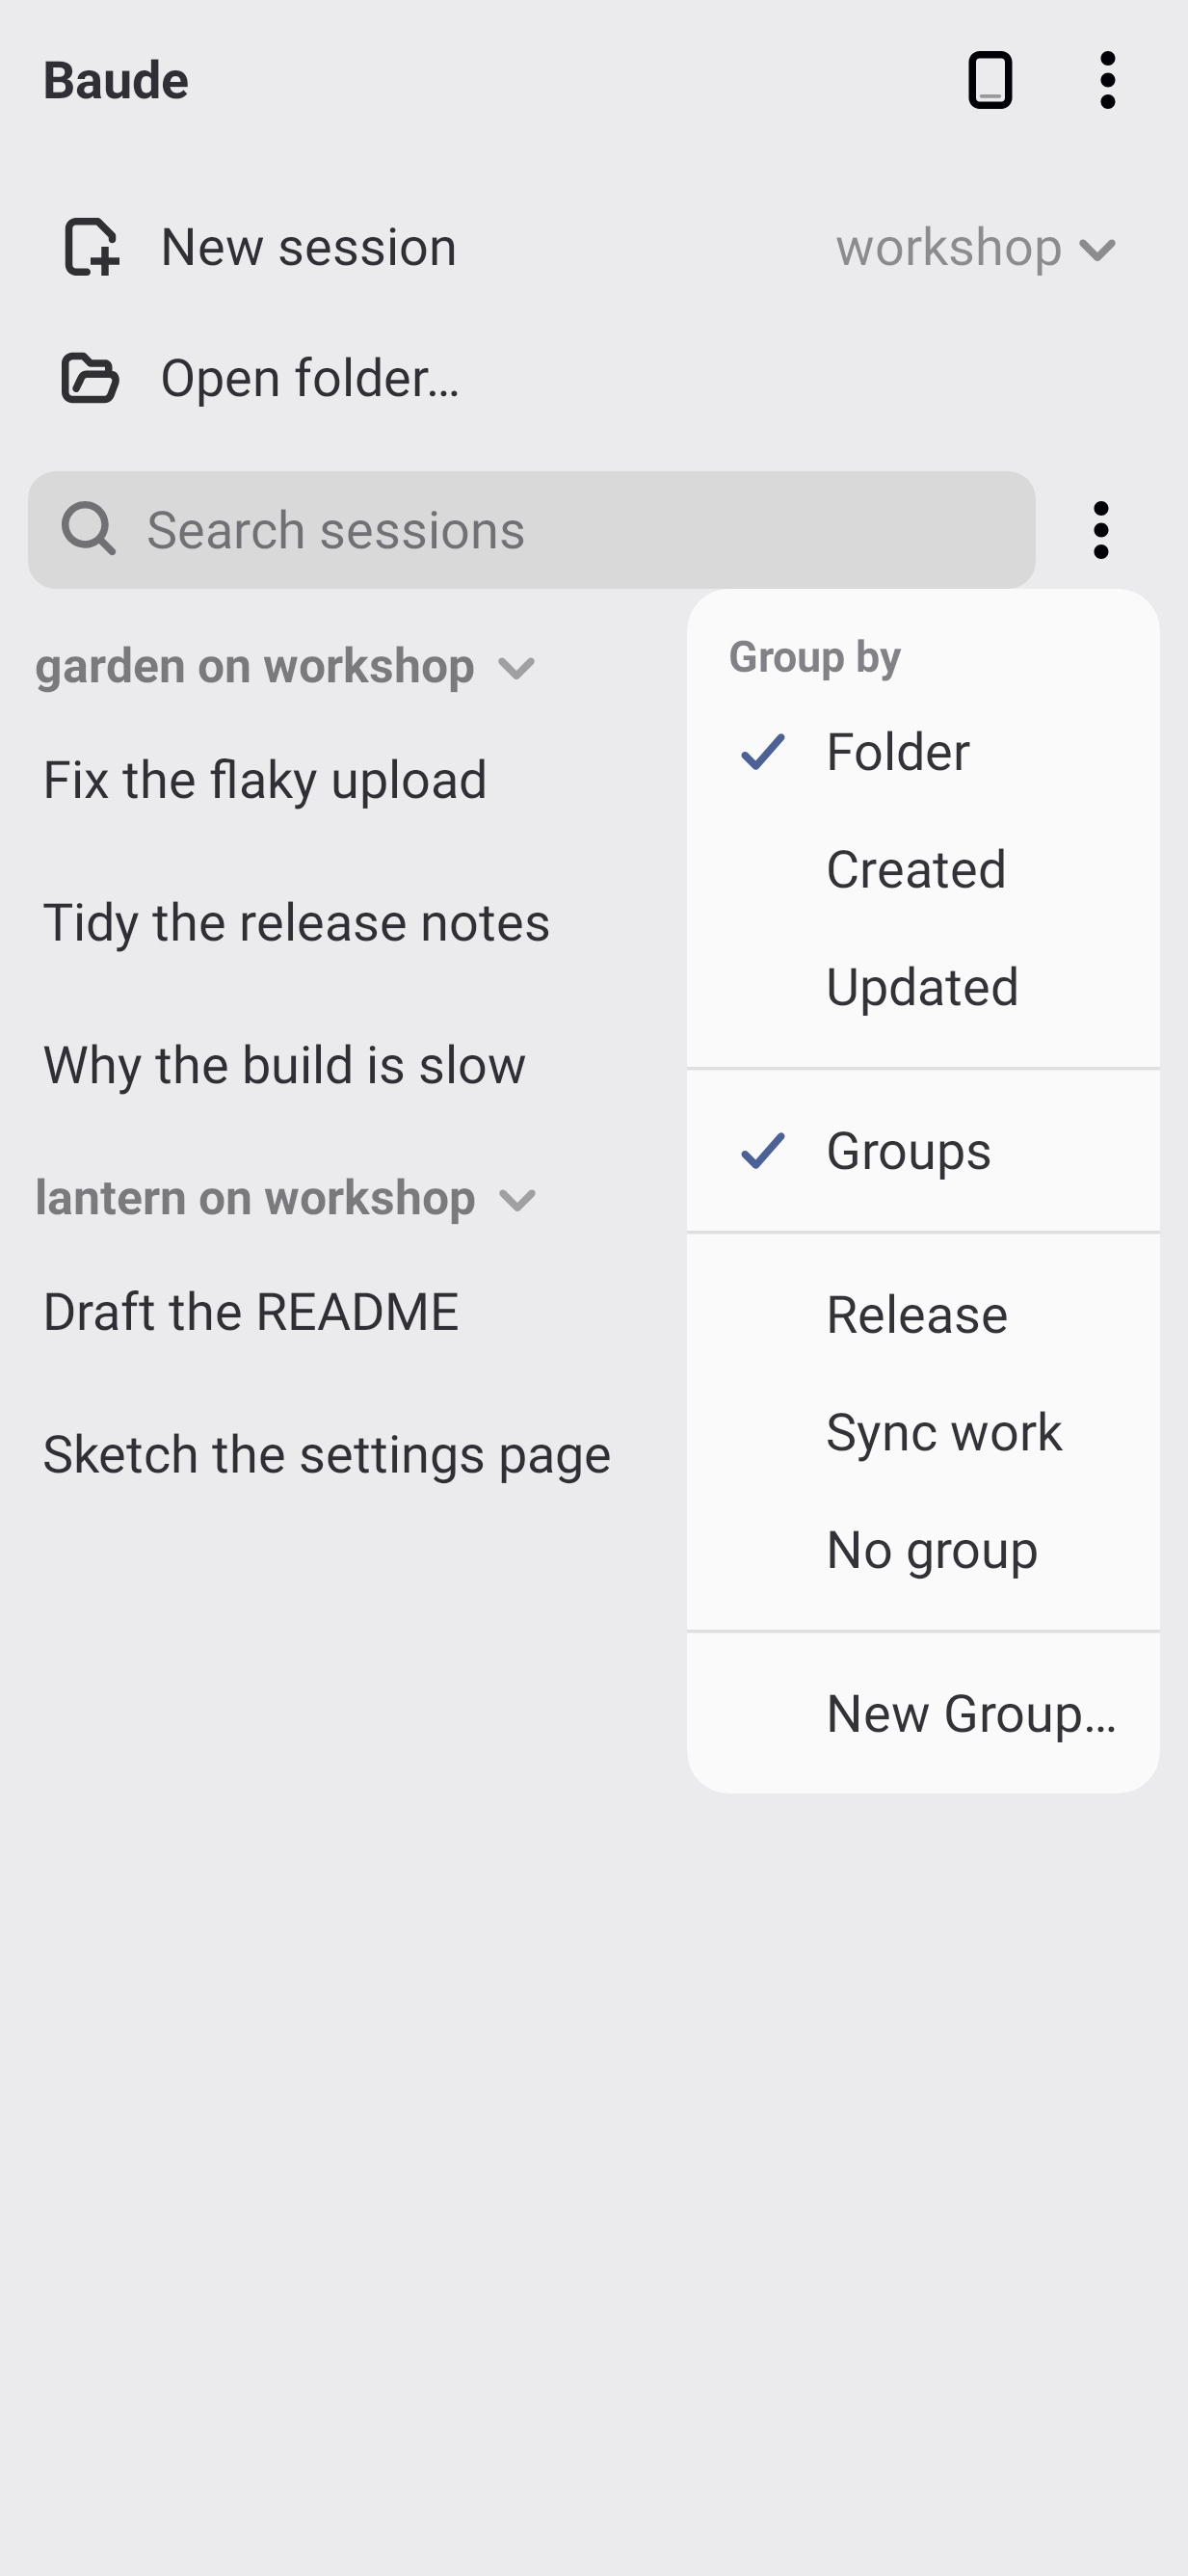 Baude
New session
workshop
Open folder…
Search sessions
garden on workshop
Fix the flaky upload
Tidy the release notes
Why the build is slow
lantern on workshop
Draft the README
Sketch the settings page
Group by
Folder
Created
Updated
Groups
Release
Sync work
No group
New Group…